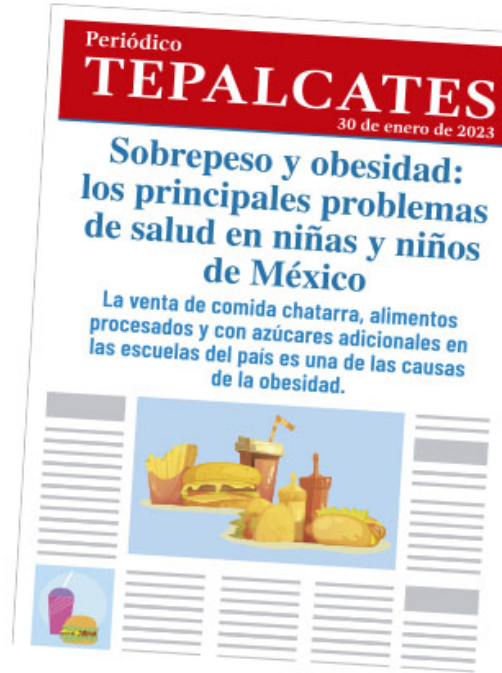 Periódico
TEPALCATES
30 de enero de 2023
Sobrepeso y obesidad:
los principales problemas
de salud en niñas y niños
de México
La venta de comida chatarra, alimentos
procesados y con azúcares adicionales en
las escuelas del país es una de las causas
de la obesidad.